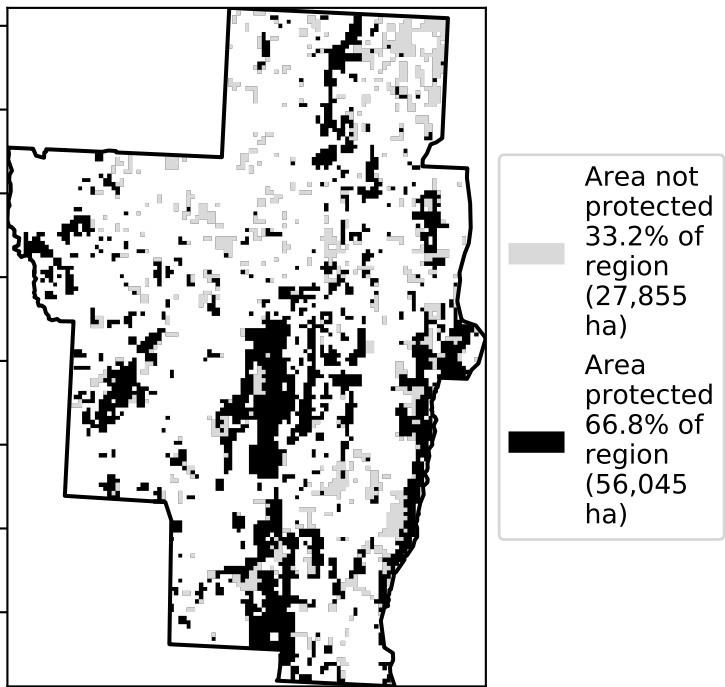 Area not
protected
33.2% of
region
(27,855
ha)
Area
protected
66.8% of
region
(56,045
ha)